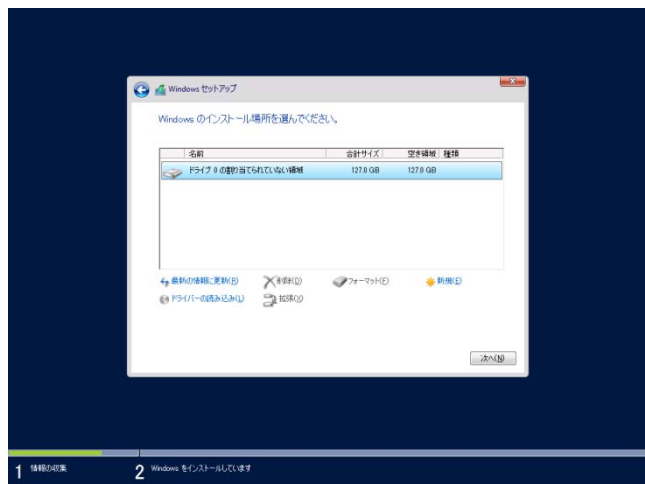 Windows セットアップ
Windows のインストール場所を選んでください。
名前 合計サイズ 空き領域 種類
ドライブ 0 の割り当てられていない領域 127.0 GB 127.0 GB
最新の情報に更新(R) 削除(D) フォーマット(F) 新規(E)
ドライバーの読み込み(L) 拡張(X)
次へ(N)
1 情報の収集 2 Windows をインストールしています